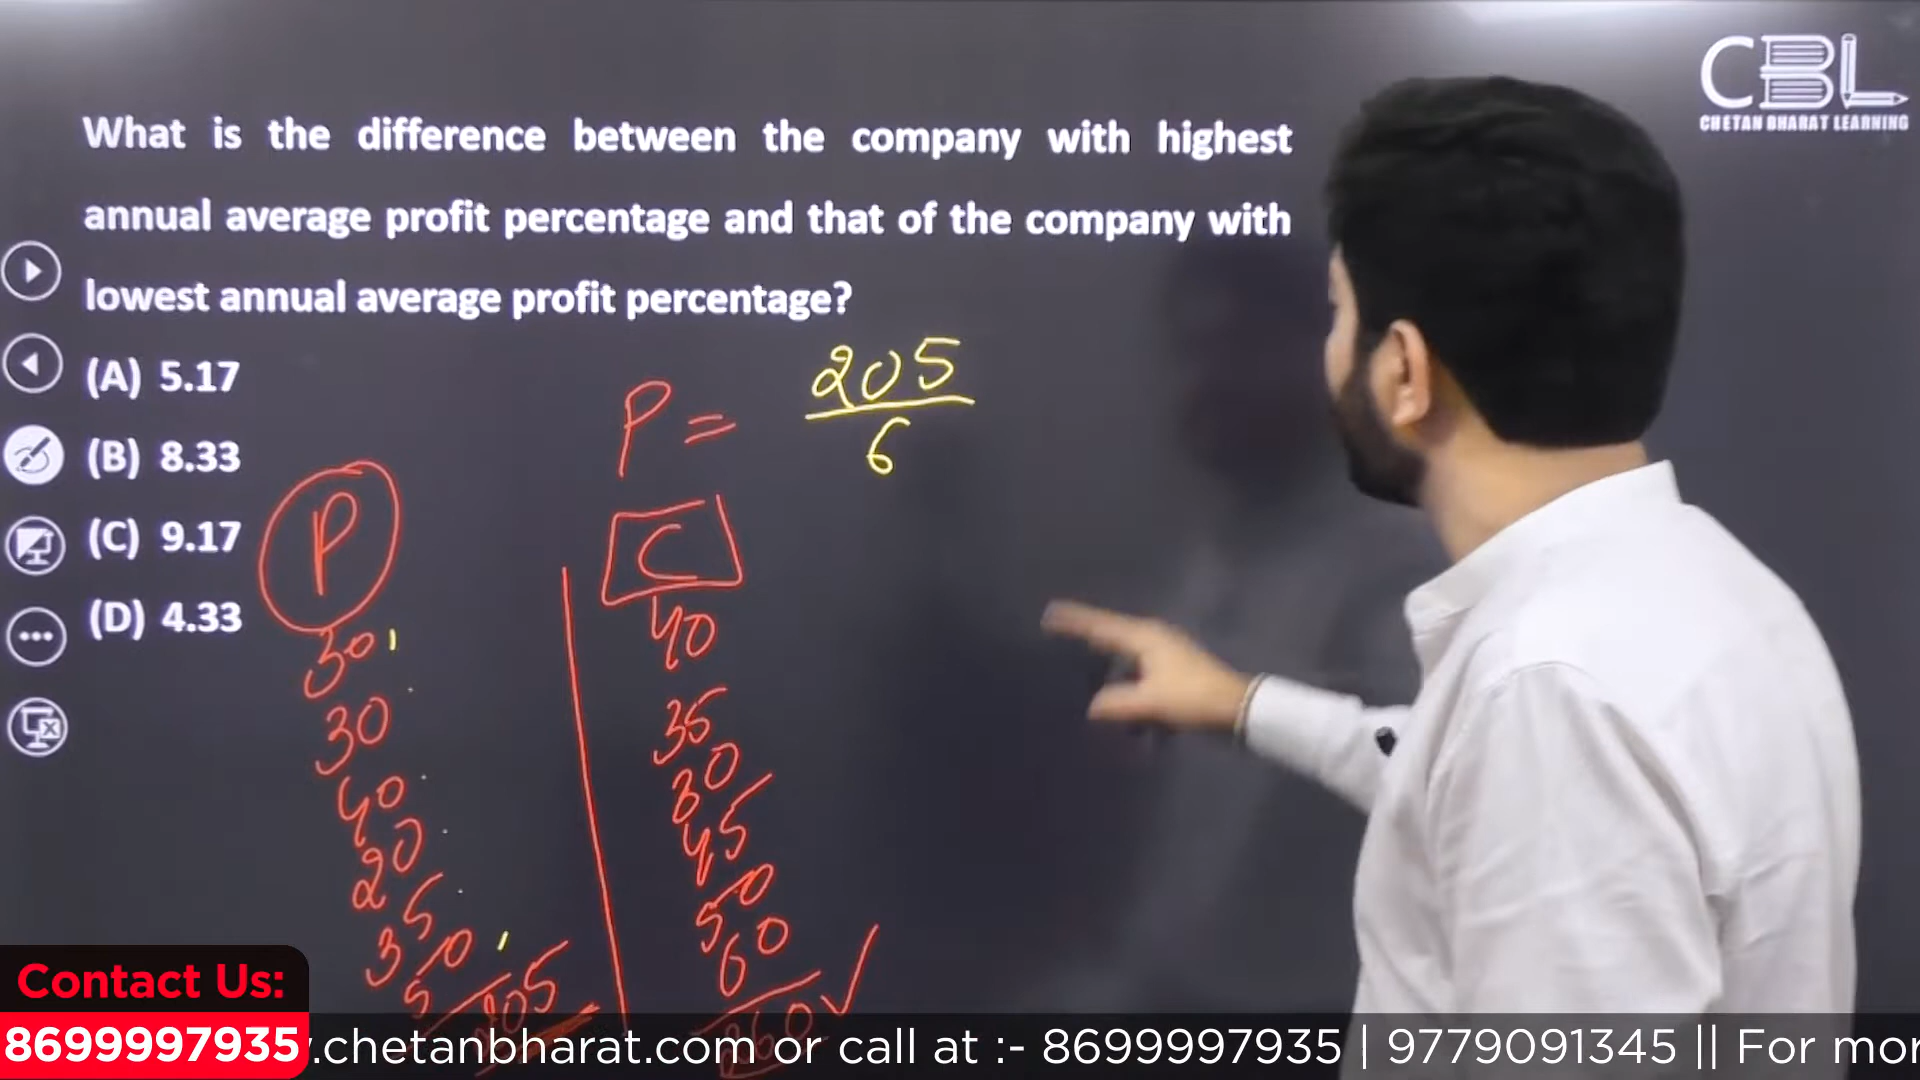 CBL
CHETAN BHARAT LEARNING
What is the difference between the company with highest
annual average profit percentage and that of the company with
lowest annual average profit percentage?
(A) 5.17
(B) 8.33
(C) 9.17
(D) 4.33
P = 205
6
P
30
30
40
20
35
50
205
C
40
35
30
45
50
60
260
Contact Us:
8699997935
.chetanbharat.com or call at :- 8699997935 | 9779091345 || For mor